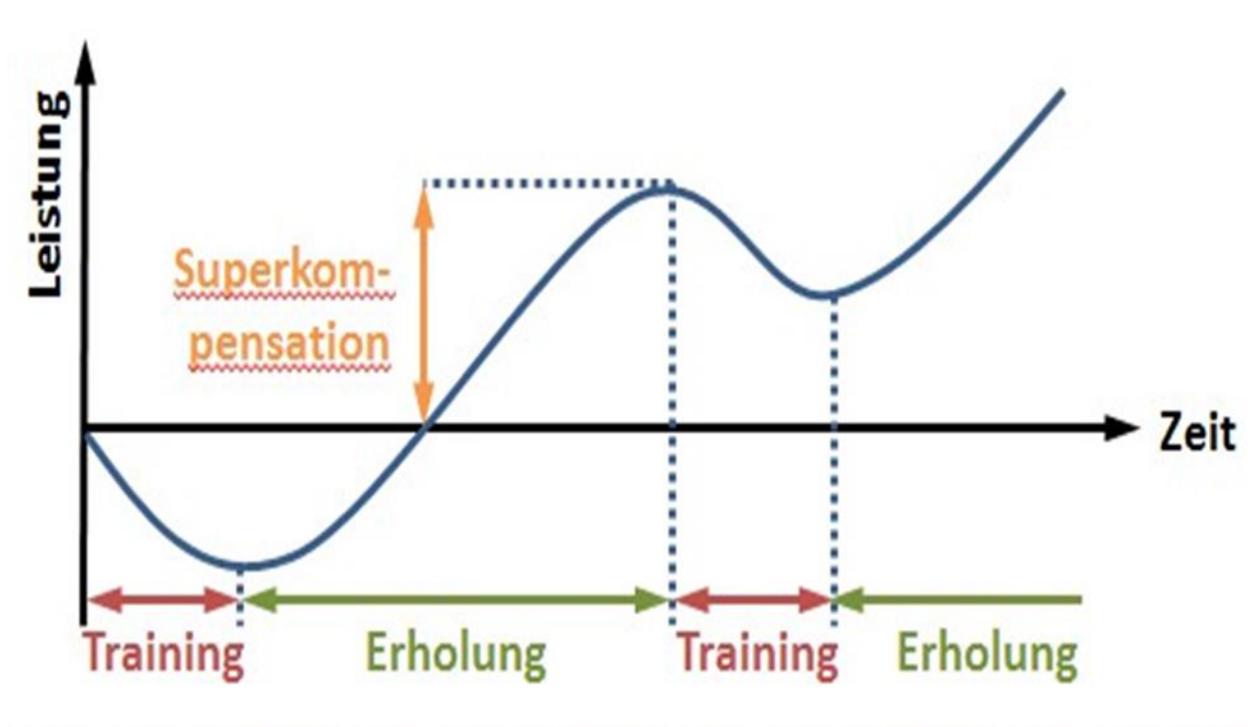 Leistung
Superkom-
pensation
Zeit
Training
Erholung
Training
Erholung